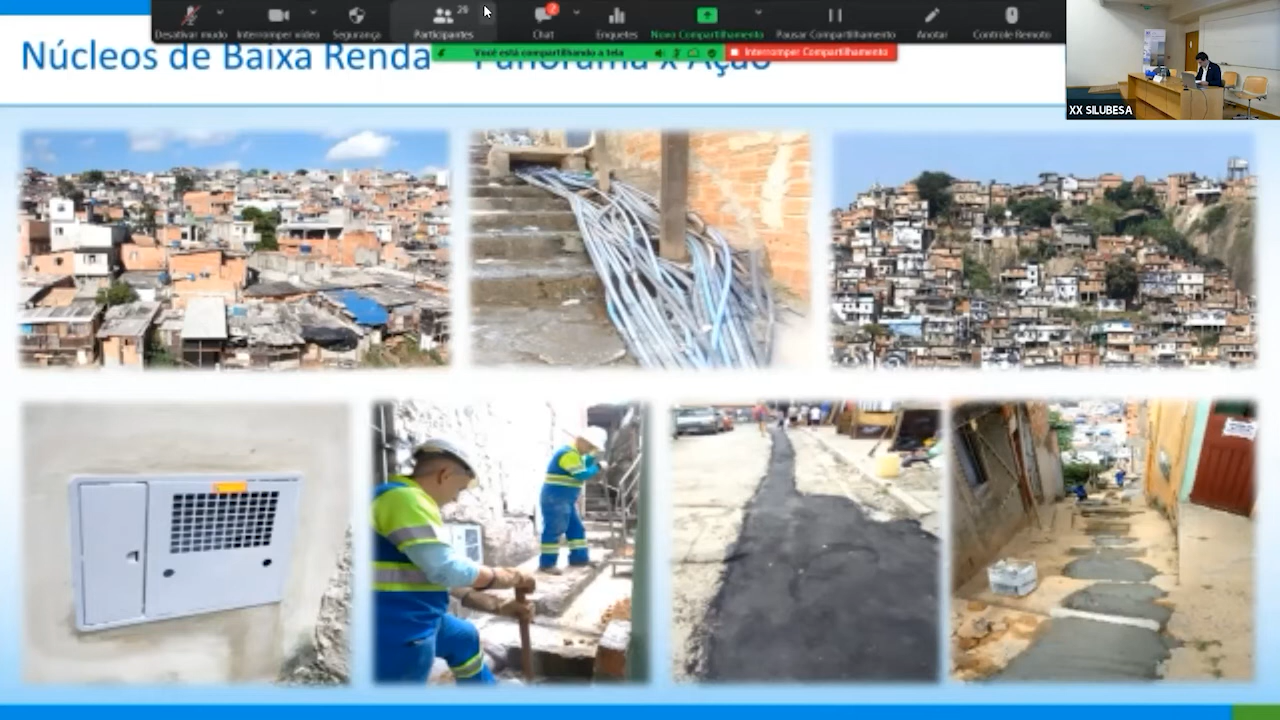 29
2
Desativar mudo
Interromper vídeo
Segurança
Participantes
Chat
Enquetes
Novo Compartilhamento
Pausar Compartilhamento
Anotar
Controle Remoto
Você está compartilhando a tela
Interromper Compartilhamento
Núcleos de Baixa Renda Panorama x Ação
XX SILUBESA